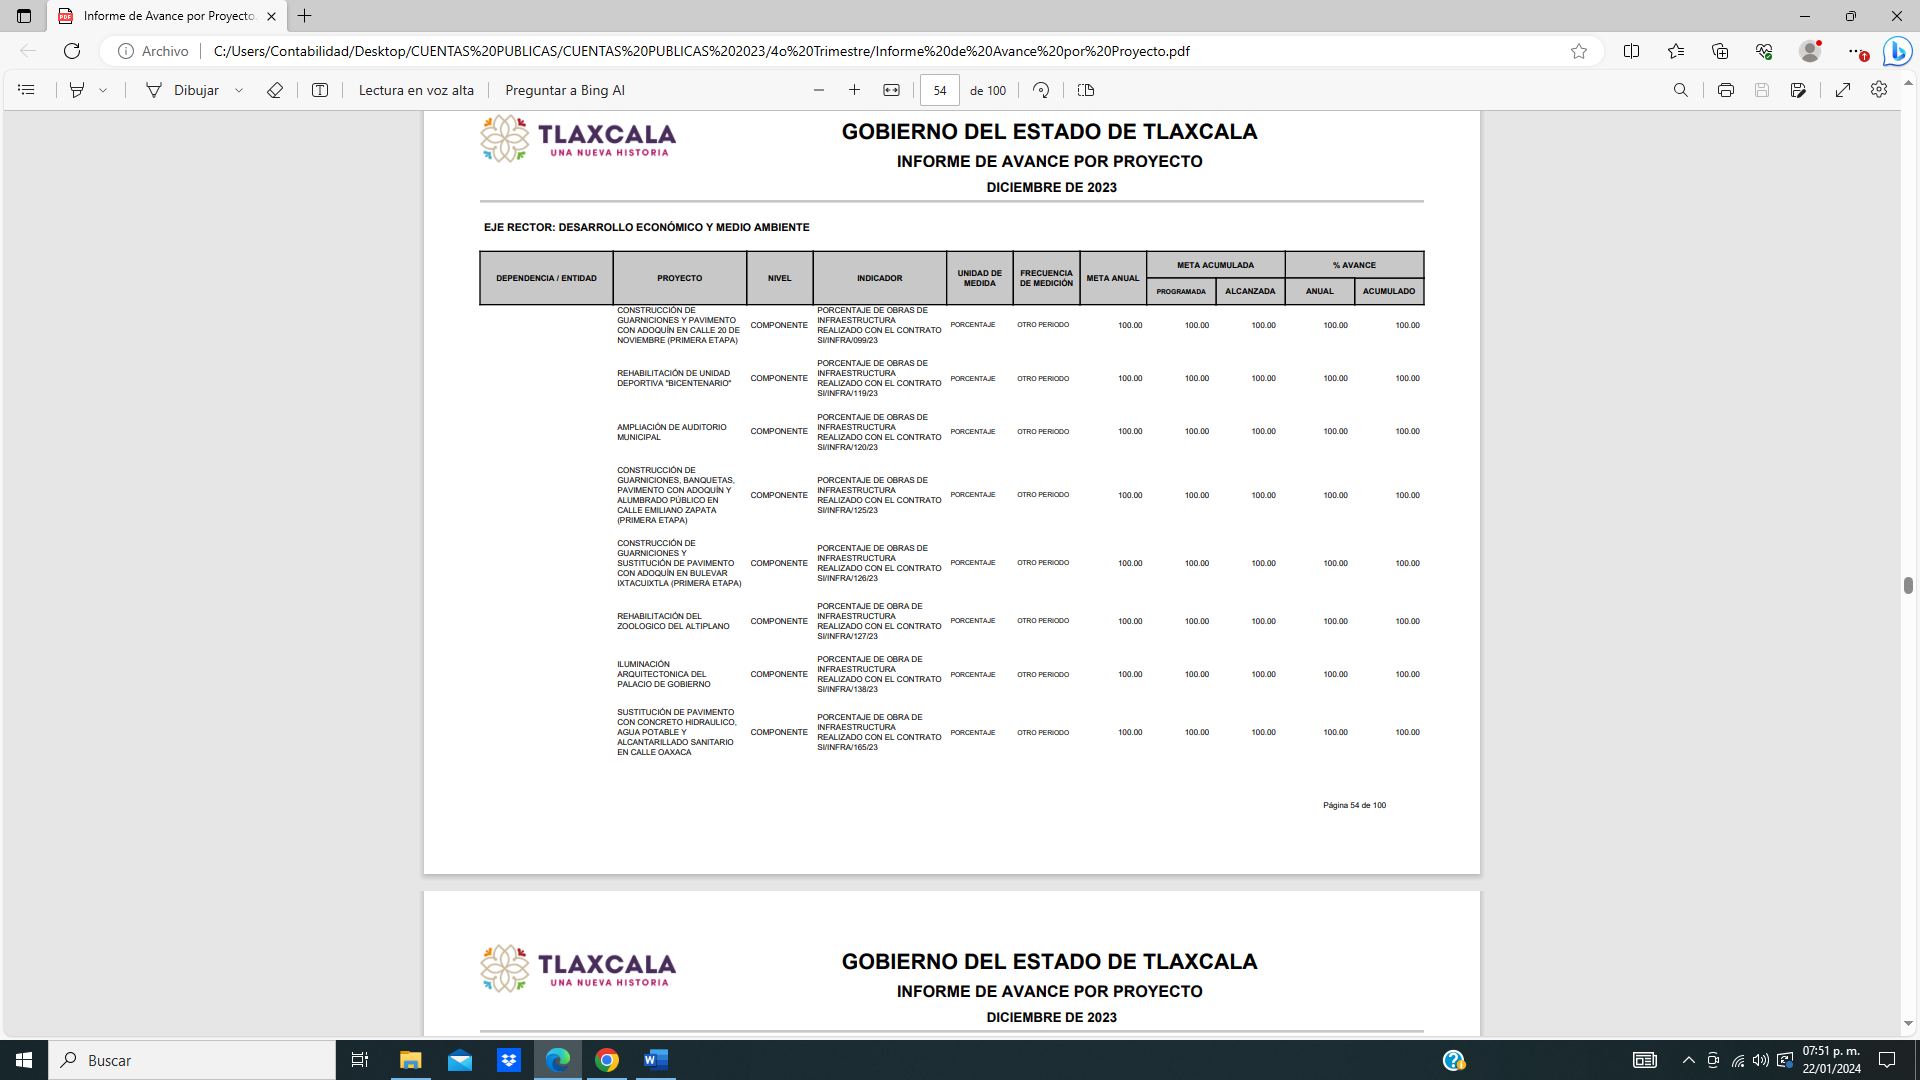 Informe de Avance por Proyecto.
Archivo
C:/Users/Contabilidad/Desktop/CUENTAS%20PUBLICAS/CUENTAS%20PUBLICAS%202023/4o%20Trimestre/Informe%20de%20Avance%20por%20Proyecto.pdf
Dibujar
Lectura en voz alta
Preguntar a Bing AI
54 de 100
TLAXCALA
UNA NUEVA HISTORIA
GOBIERNO DEL ESTADO DE TLAXCALA
INFORME DE AVANCE POR PROYECTO
DICIEMBRE DE 2023
EJE RECTOR: DESARROLLO ECONÓMICO Y MEDIO AMBIENTE
DEPENDENCIA / ENTIDAD
PROYECTO
NIVEL
INDICADOR
UNIDAD DE
MEDIDA
FRECUENCIA
DE MEDICIÓN
META ANUAL
META ACUMULADA
PROGRAMADA
ALCANZADA
% AVANCE
ANUAL
ACUMULADO
CONSTRUCCIÓN DE
GUARNICIONES Y PAVIMENTO
CON ADOQUÍN EN CALLE 20 DE
NOVIEMBRE (PRIMERA ETAPA)
COMPONENTE
PORCENTAJE DE OBRAS DE
INFRAESTRUCTURA
REALIZADO CON EL CONTRATO
SI/INFRA/099/23
PORCENTAJE
OTRO PERIODO
100.00 100.00 100.00 100.00 100.00
REHABILITACIÓN DE UNIDAD
DEPORTIVA "BICENTENARIO"
COMPONENTE
PORCENTAJE DE OBRAS DE
INFRAESTRUCTURA
REALIZADO CON EL CONTRATO
SI/INFRA/119/23
PORCENTAJE
OTRO PERIODO
100.00 100.00 100.00 100.00 100.00
AMPLIACIÓN DE AUDITORIO
MUNICIPAL
COMPONENTE
PORCENTAJE DE OBRAS DE
INFRAESTRUCTURA
REALIZADO CON EL CONTRATO
SI/INFRA/120/23
PORCENTAJE
OTRO PERIODO
100.00 100.00 100.00 100.00 100.00
CONSTRUCCIÓN DE
GUARNICIONES, BANQUETAS,
PAVIMENTO CON ADOQUÍN Y
ALUMBRADO PÚBLICO EN
CALLE EMILIANO ZAPATA
(PRIMERA ETAPA)
COMPONENTE
PORCENTAJE DE OBRAS DE
INFRAESTRUCTURA
REALIZADO CON EL CONTRATO
SI/INFRA/125/23
PORCENTAJE
OTRO PERIODO
100.00 100.00 100.00 100.00 100.00
CONSTRUCCIÓN DE
GUARNICIONES Y
SUSTITUCIÓN DE PAVIMENTO
CON ADOQUÍN EN BULEVAR
IXTACUIXTLA (PRIMERA ETAPA)
COMPONENTE
PORCENTAJE DE OBRAS DE
INFRAESTRUCTURA
REALIZADO CON EL CONTRATO
SI/INFRA/126/23
PORCENTAJE
OTRO PERIODO
100.00 100.00 100.00 100.00 100.00
REHABILITACIÓN DEL
ZOOLOGICO DEL ALTIPLANO
COMPONENTE
PORCENTAJE DE OBRA DE
INFRAESTRUCTURA
REALIZADO CON EL CONTRATO
SI/INFRA/127/23
PORCENTAJE
OTRO PERIODO
100.00 100.00 100.00 100.00 100.00
ILUMINACIÓN
ARQUITECTONICA DEL
PALACIO DE GOBIERNO
COMPONENTE
PORCENTAJE DE OBRA DE
INFRAESTRUCTURA
REALIZADO CON EL CONTRATO
SI/INFRA/138/23
PORCENTAJE
OTRO PERIODO
100.00 100.00 100.00 100.00 100.00
SUSTITUCIÓN DE PAVIMENTO
CON CONCRETO HIDRAULICO,
AGUA POTABLE Y
ALCANTARILLADO SANITARIO
EN CALLE OAXACA
COMPONENTE
PORCENTAJE DE OBRA DE
INFRAESTRUCTURA
REALIZADO CON EL CONTRATO
SI/INFRA/165/23
PORCENTAJE
OTRO PERIODO
100.00 100.00 100.00 100.00 100.00
Página 54 de 100
TLAXCALA
UNA NUEVA HISTORIA
GOBIERNO DEL ESTADO DE TLAXCALA
INFORME DE AVANCE POR PROYECTO
DICIEMBRE DE 2023
Buscar
07:51 p. m.
22/01/2024